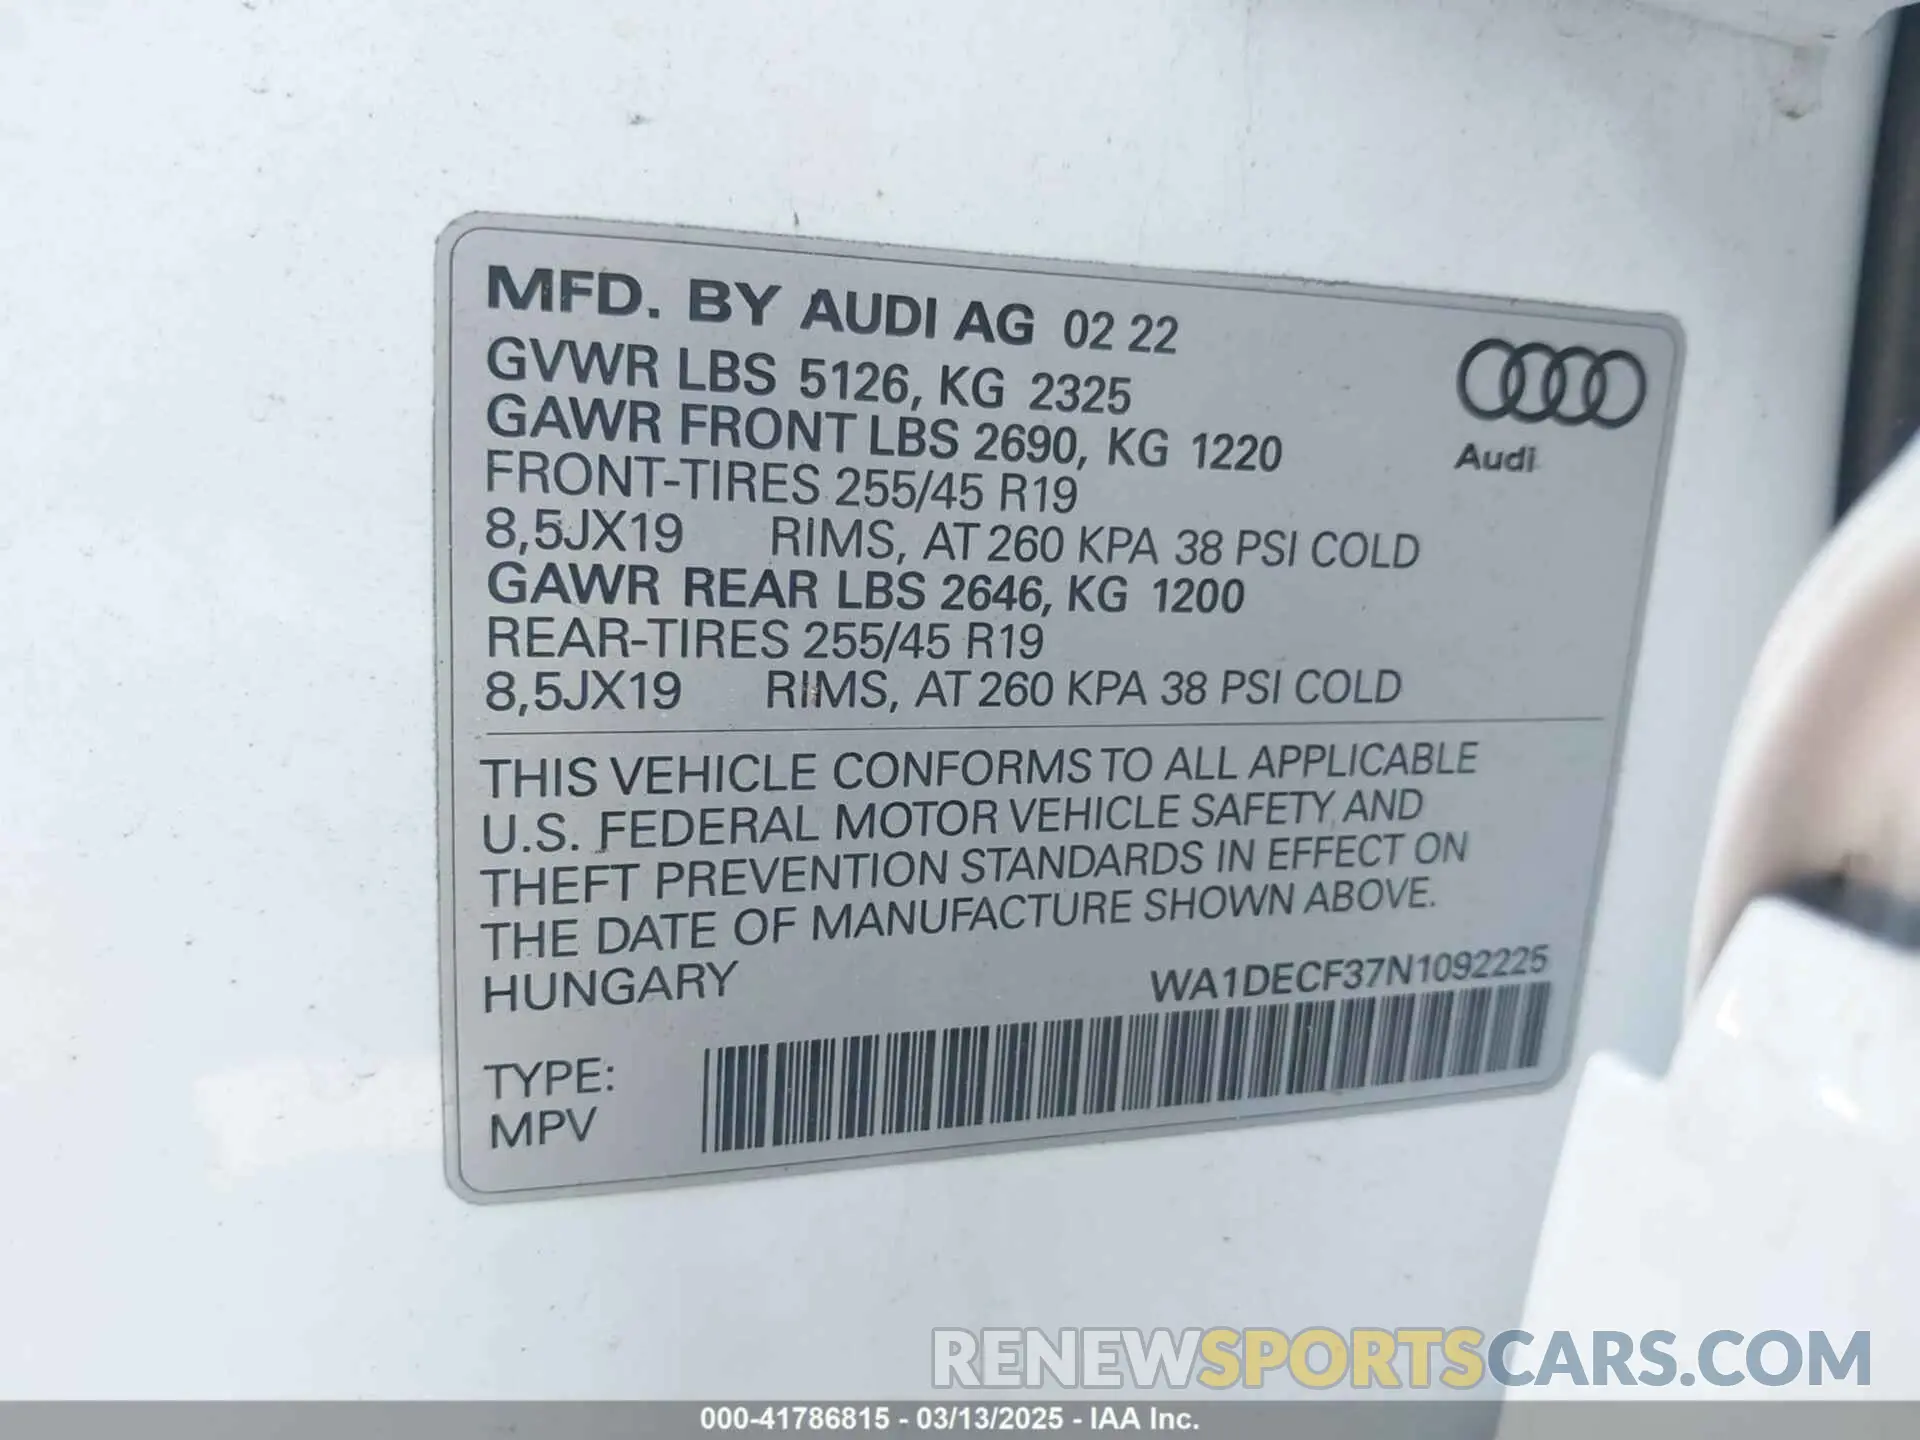 MFD. BY AUDI AG 02 22
GVWR LBS 5126, KG 2325
GAWR FRONT LBS 2690, KG 1220
FRONT-TIRES 255/45 R19
8,5JX19 RIMS, AT 260 KPA 38 PSI COLD
GAWR REAR LBS 2646, KG 1200
REAR-TIRES 255/45 R19
8,5JX19 RIMS, AT 260 KPA 38 PSI COLD
Audi
THIS VEHICLE CONFORMS TO ALL APPLICABLE
U.S. FEDERAL MOTOR VEHICLE SAFETY, AND
THEFT PREVENTION STANDARDS IN EFFECT ON
THE DATE OF MANUFACTURE SHOWN ABOVE.
HUNGARY WA1DECF37N1092225
TYPE:
MPV
RENEWSPORTSCARS.COM
000-41786815 - 03/13/2025 - IAA Inc.